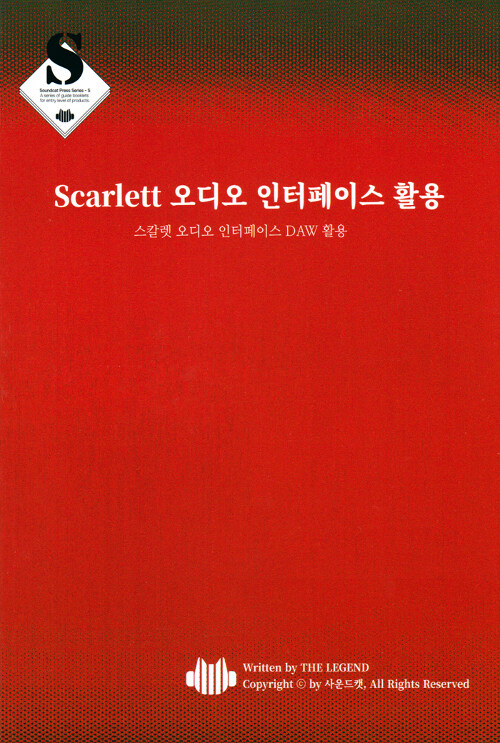 S
Soundcat Press Series - 5
A series of guide booklets
for entry level of products
Scarlett 오디오 인터페이스 활용
스칼렛 오디오 인터페이스 DAW 활용
Written by THE LEGEND
Copyright ⓒ by 사운드캣, All Rights Reserved